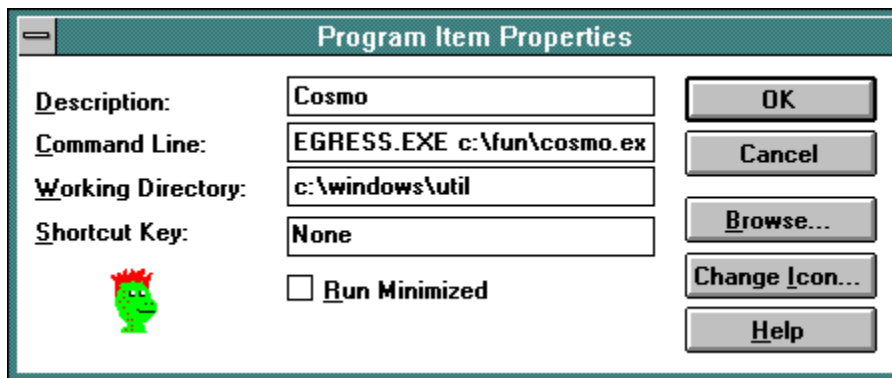 Program Item Properties
Description:
Cosmo
OK
Command Line:
EGRESS.EXE c:\fun\cosmo.ex
Cancel
Working Directory:
c:\windows\util
Browse...
Shortcut Key:
None
Change Icon...
Run Minimized
Help